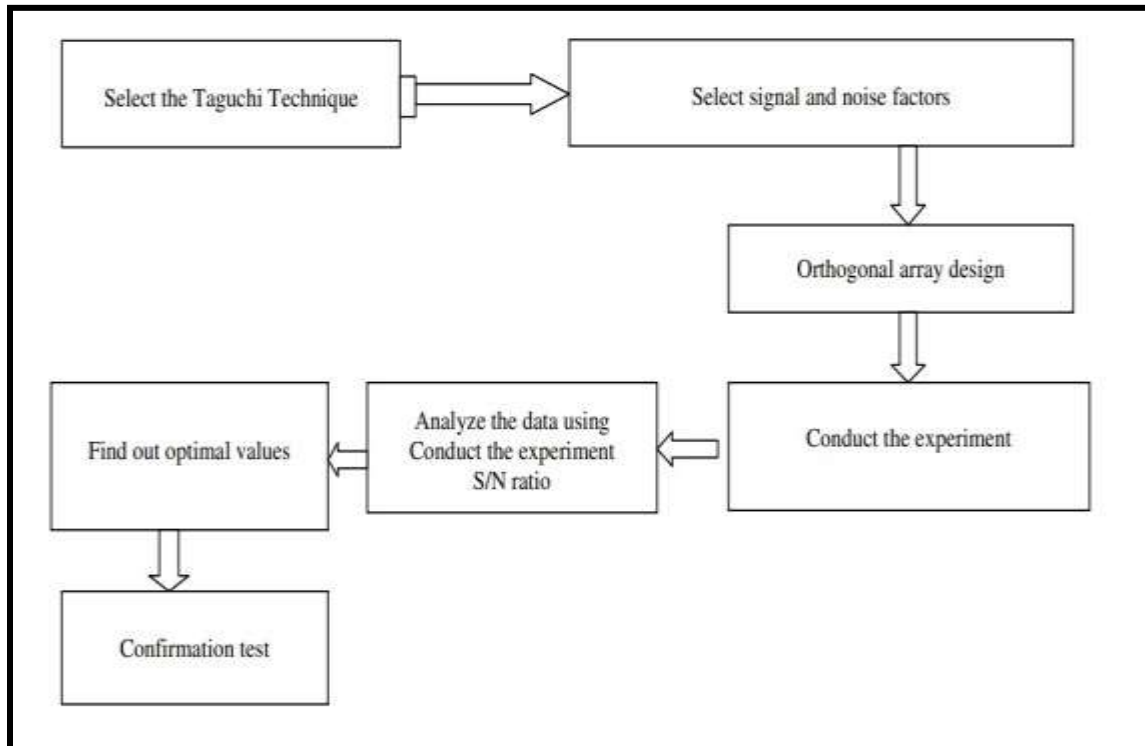 Select the Taguchi Technique
Select signal and noise factors
Orthogonal array design
Conduct the experiment
Analyze the data using
Conduct the experiment
S/N ratio
Find out optimal values
Confirmation test